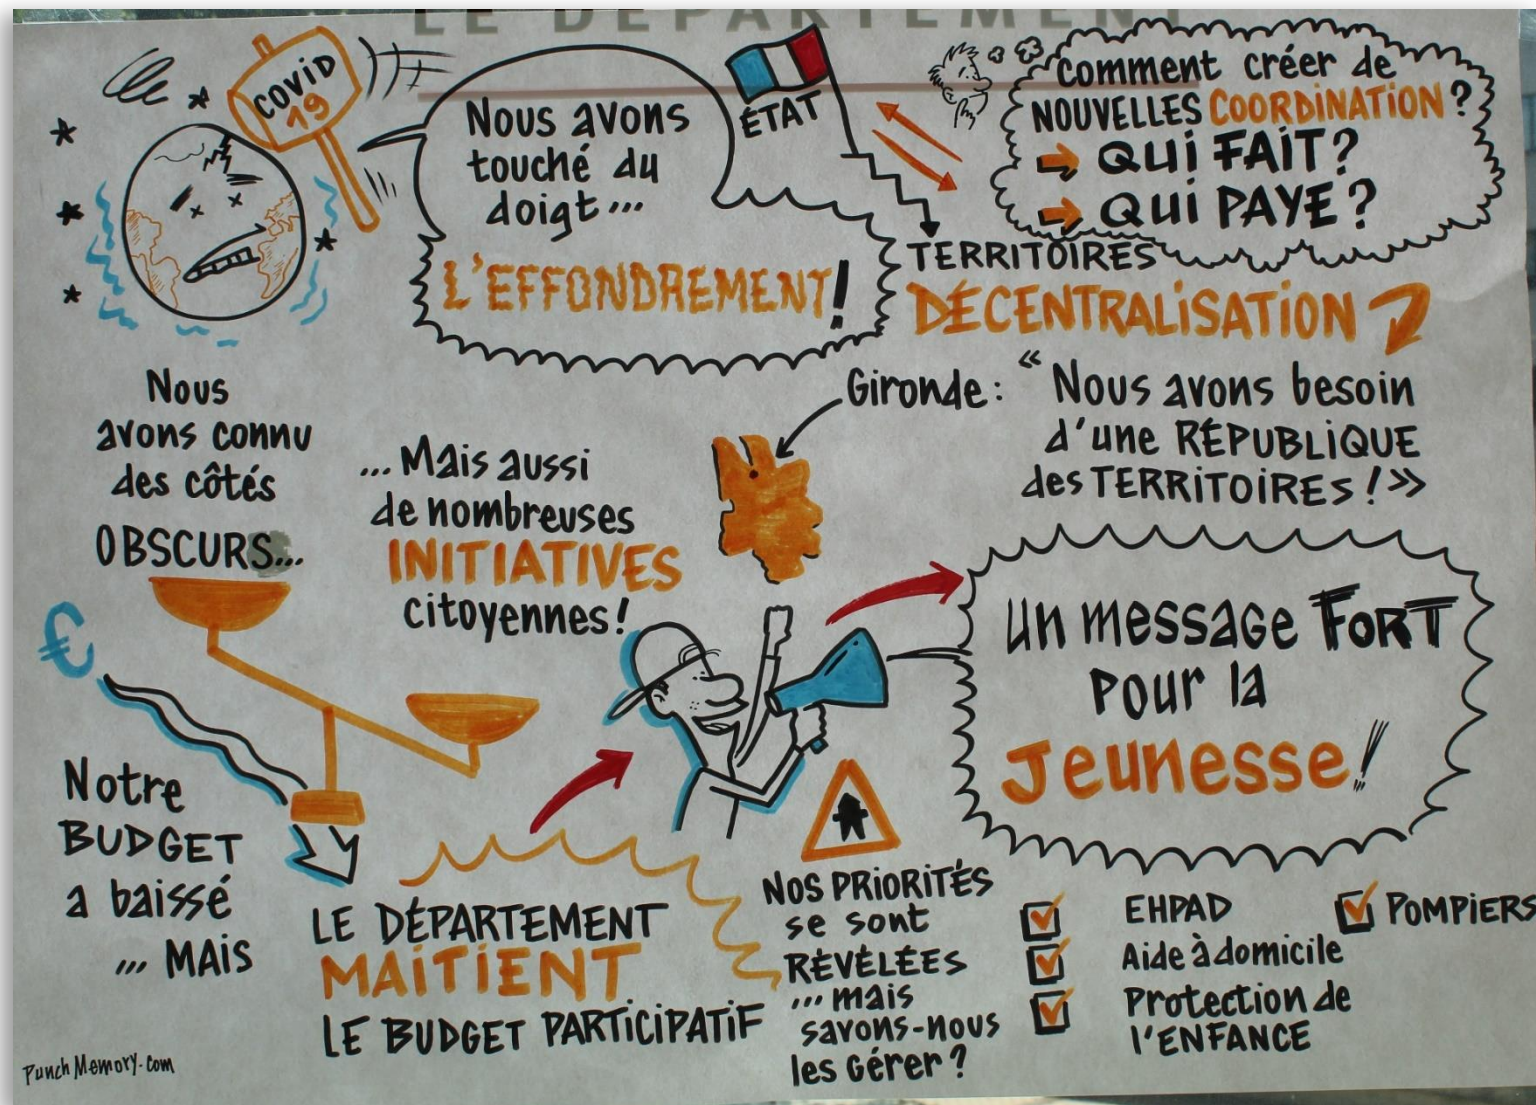 LE DÉPARTEMENT
COVID
19
Nous avons
touché du
doigt...
L'EFFONDREMENT!
ÉTAT
TERRITOIRES
Comment créer de
NOUVELLES COORDINATION?
QUI FAIT?
QUI PAYE?
DÉCENTRALISATION
Gironde: « Nous avons besoin
d'une RÉPUBLIQUE
des TERRITOIRES! »
Nous
avons connu
des côtés
OBSCURS...
... Mais aussi
de nombreuses
INITIATIVES
citoyennes!
€
Notre
BUDGET
a baissé
... MAIS
LE DÉPARTEMENT
MAITIENT
LE BUDGET PARTICIPATIF
Un message FORT
pour la
Jeunesse!
NOS PRIORITÉS
se sont
RÉVÉLÉES
... mais
savons-nous
les Gérer?
EHPAD
Aide à domicile
Protection de
l'ENFANCE
POMPIERS
PunchMemory.com